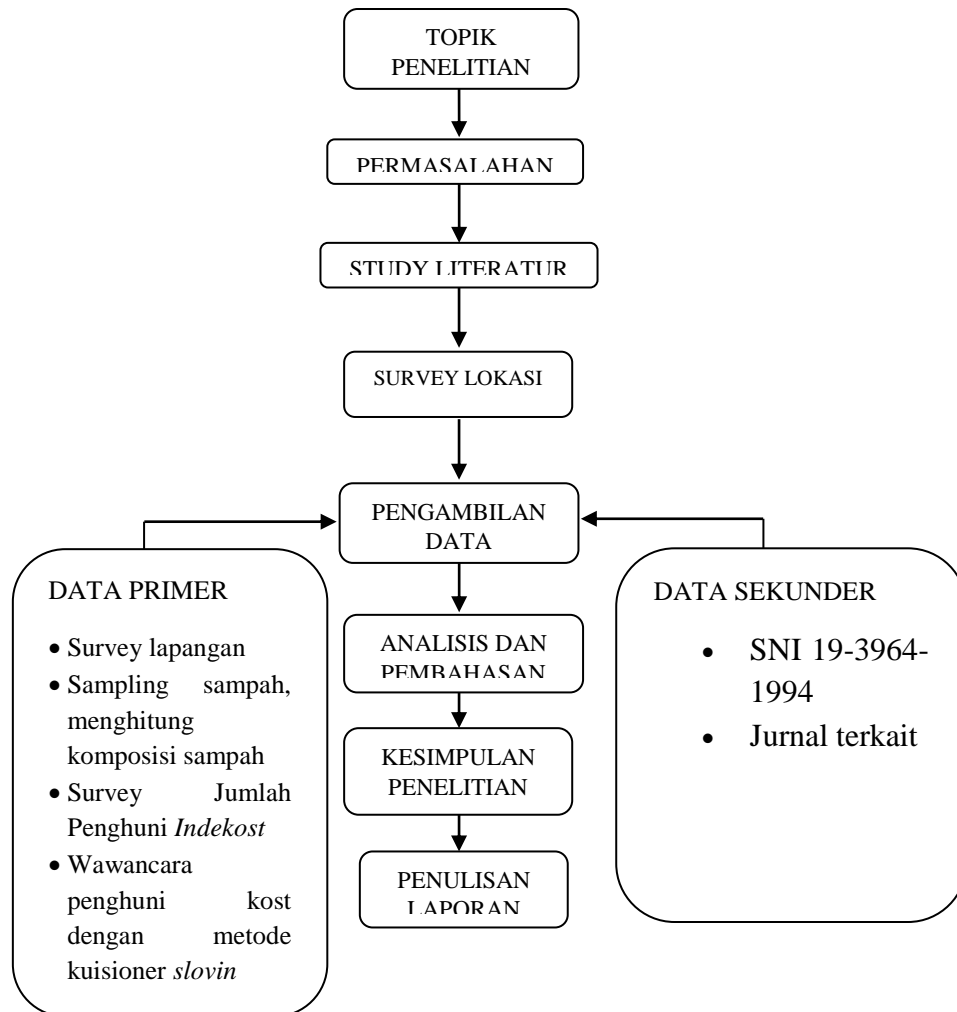 TOPIK
PENELITIAN
PERMASALAHAN
STUDY LITERATUR
SURVEY LOKASI
PENGAMBILAN
DATA
DATA PRIMER
• Survey lapangan
• Sampling sampah,
menghitung
komposisi sampah
• Survey Jumlah
Penghuni Indekost
• Wawancara
penghuni kost
dengan metode
kuisioner slovin
DATA SEKUNDER
• SNI 19-3964-
1994
• Jurnal terkait
ANALISIS DAN
PEMBAHASAN
KESIMPULAN
PENELITIAN
PENULISAN
LAPORAN